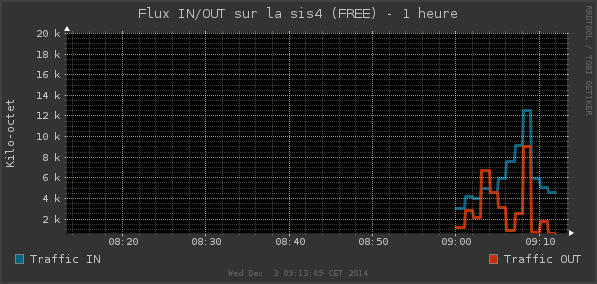 Flux IN/OUT sur la sis4 (FREE) - 1 heure
RRDTOOL / TOBI OETIKER
Kilo-octet
20 k
18 k
16 k
14 k
12 k
10 k
8 k
6 k
4 k
2 k
08:20 08:30 08:40 08:50 09:00 09:10
Traffic IN Traffic OUT
Wed Dec 3 09:13:09 CET 2014